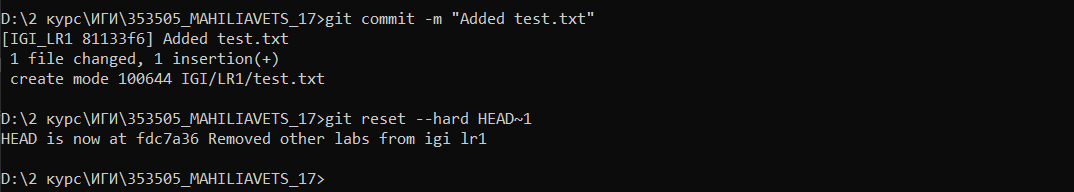 D:\2 курс\ИГИ\353505_MAHILIAVETS_17>git commit -m "Added test.txt"
[IGI_LR1 81133f6] Added test.txt
 1 file changed, 1 insertion(+)
 create mode 100644 IGI/LR1/test.txt
D:\2 курс\ИГИ\353505_MAHILIAVETS_17>git reset --hard HEAD~1
HEAD is now at fdc7a36 Removed other labs from igi lr1
D:\2 курс\ИГИ\353505_MAHILIAVETS_17>